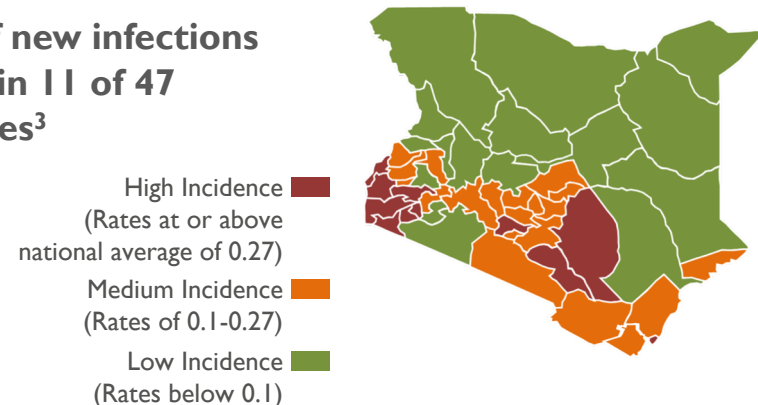 new infections
in 11 of 47
es³
High Incidence
(Rates at or above
national average of 0.27)
Medium Incidence
(Rates of 0.1-0.27)
Low Incidence
(Rates below 0.1)